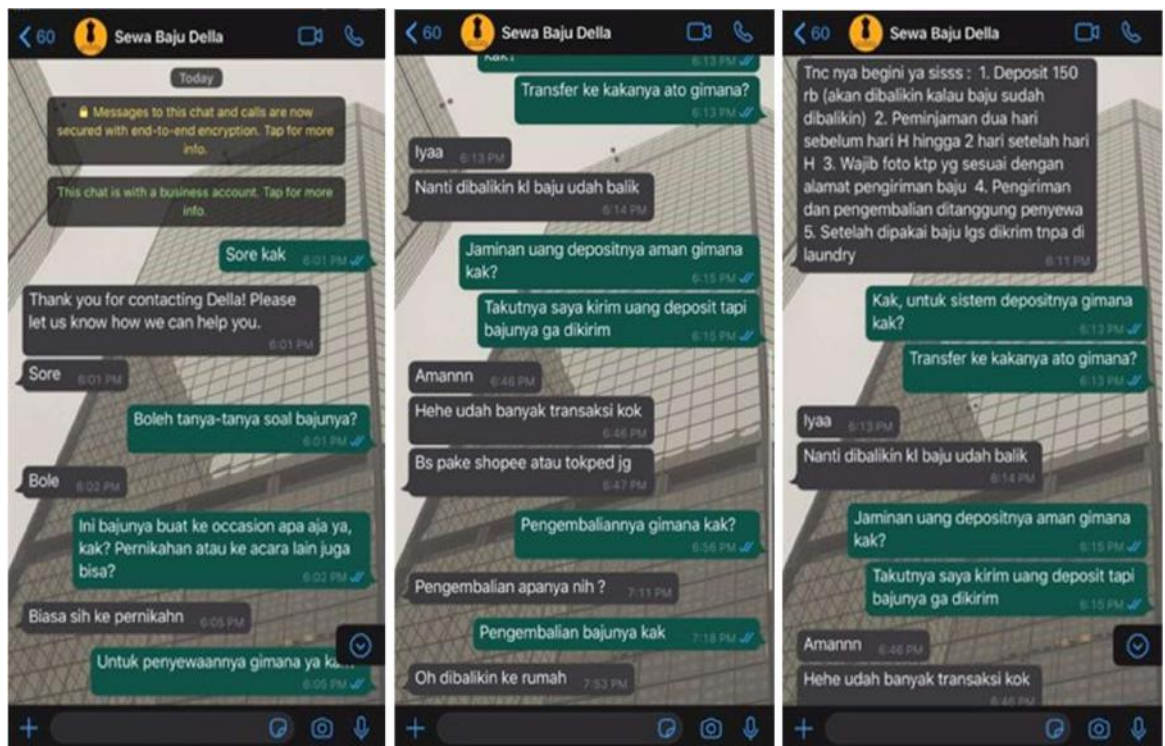 60 Sewa Baju Della
Today
Messages to this chat and calls are now
secured with end-to-end encryption. Tap for more
info.
This chat is with a business account. Tap for more
info.
Sore kak 6:01 PM
Thank you for contacting Della! Please
let us know how we can help you.
6:01 PM
Sore 6:01 PM
Boleh tanya-tanya soal bajunya?
6:01 PM
Bole 6:02 PM
Ini bajunya buat ke occasion apa aja ya,
kak? Pernikahan atau ke acara lain juga
bisa? 6:02 PM
Biasa sih ke pernikahn 6:05 PM
Untuk penyewaannya gimana ya
6:05 PM
60 Sewa Baju Della
6:13 PM
Transfer ke kakanya ato gimana?
6:13 PM
Iyaa 6:13 PM
Nanti dibalikin kl baju udah balik
6:14 PM
Jaminan uang depositnya aman gimana
kak? 6:15 PM
Takutnya saya kirim uang deposit tapi
bajunya ga dikirim 6:15 PM
Amannn 6:46 PM
Hehe udah banyak transaksi kok
6:46 PM
Bs pake shopee atau tokped jg
6:47 PM
Pengembaliannya gimana kak?
6:56 PM
Pengembalian apanya nih ? 7:11 PM
Pengembalian bajunya kak 7:18 PM
Oh dibalikin ke rumah 7:53 PM
60 Sewa Baju Della
Tnc nya begini ya sisss : 1. Deposit 150
rb (akan dibalikin kalau baju sudah
dibalikin) 2. Peminjaman dua hari
sebelum hari H hingga 2 hari setelah hari
H 3. Wajib foto ktp yg sesuai dengan
alamat pengiriman baju 4. Pengiriman
dan pengembalian ditanggung penyewa
5. Setelah dipakai baju lgs dikrim tnpa di
laundry 6:11 PM
Kak, untuk sistem depositnya gimana
kak? 6:13 PM
Transfer ke kakanya ato gimana?
6:13 PM
Iyaa 6:13 PM
Nanti dibalikin kl baju udah balik
6:14 PM
Jaminan uang depositnya aman gimana
kak? 6:15 PM
Takutnya saya kirim uang deposit tapi
bajunya ga dikirim 6:15 PM
Amannn 6:46 PM
Hehe udah banyak transaksi kok
6:46 PM